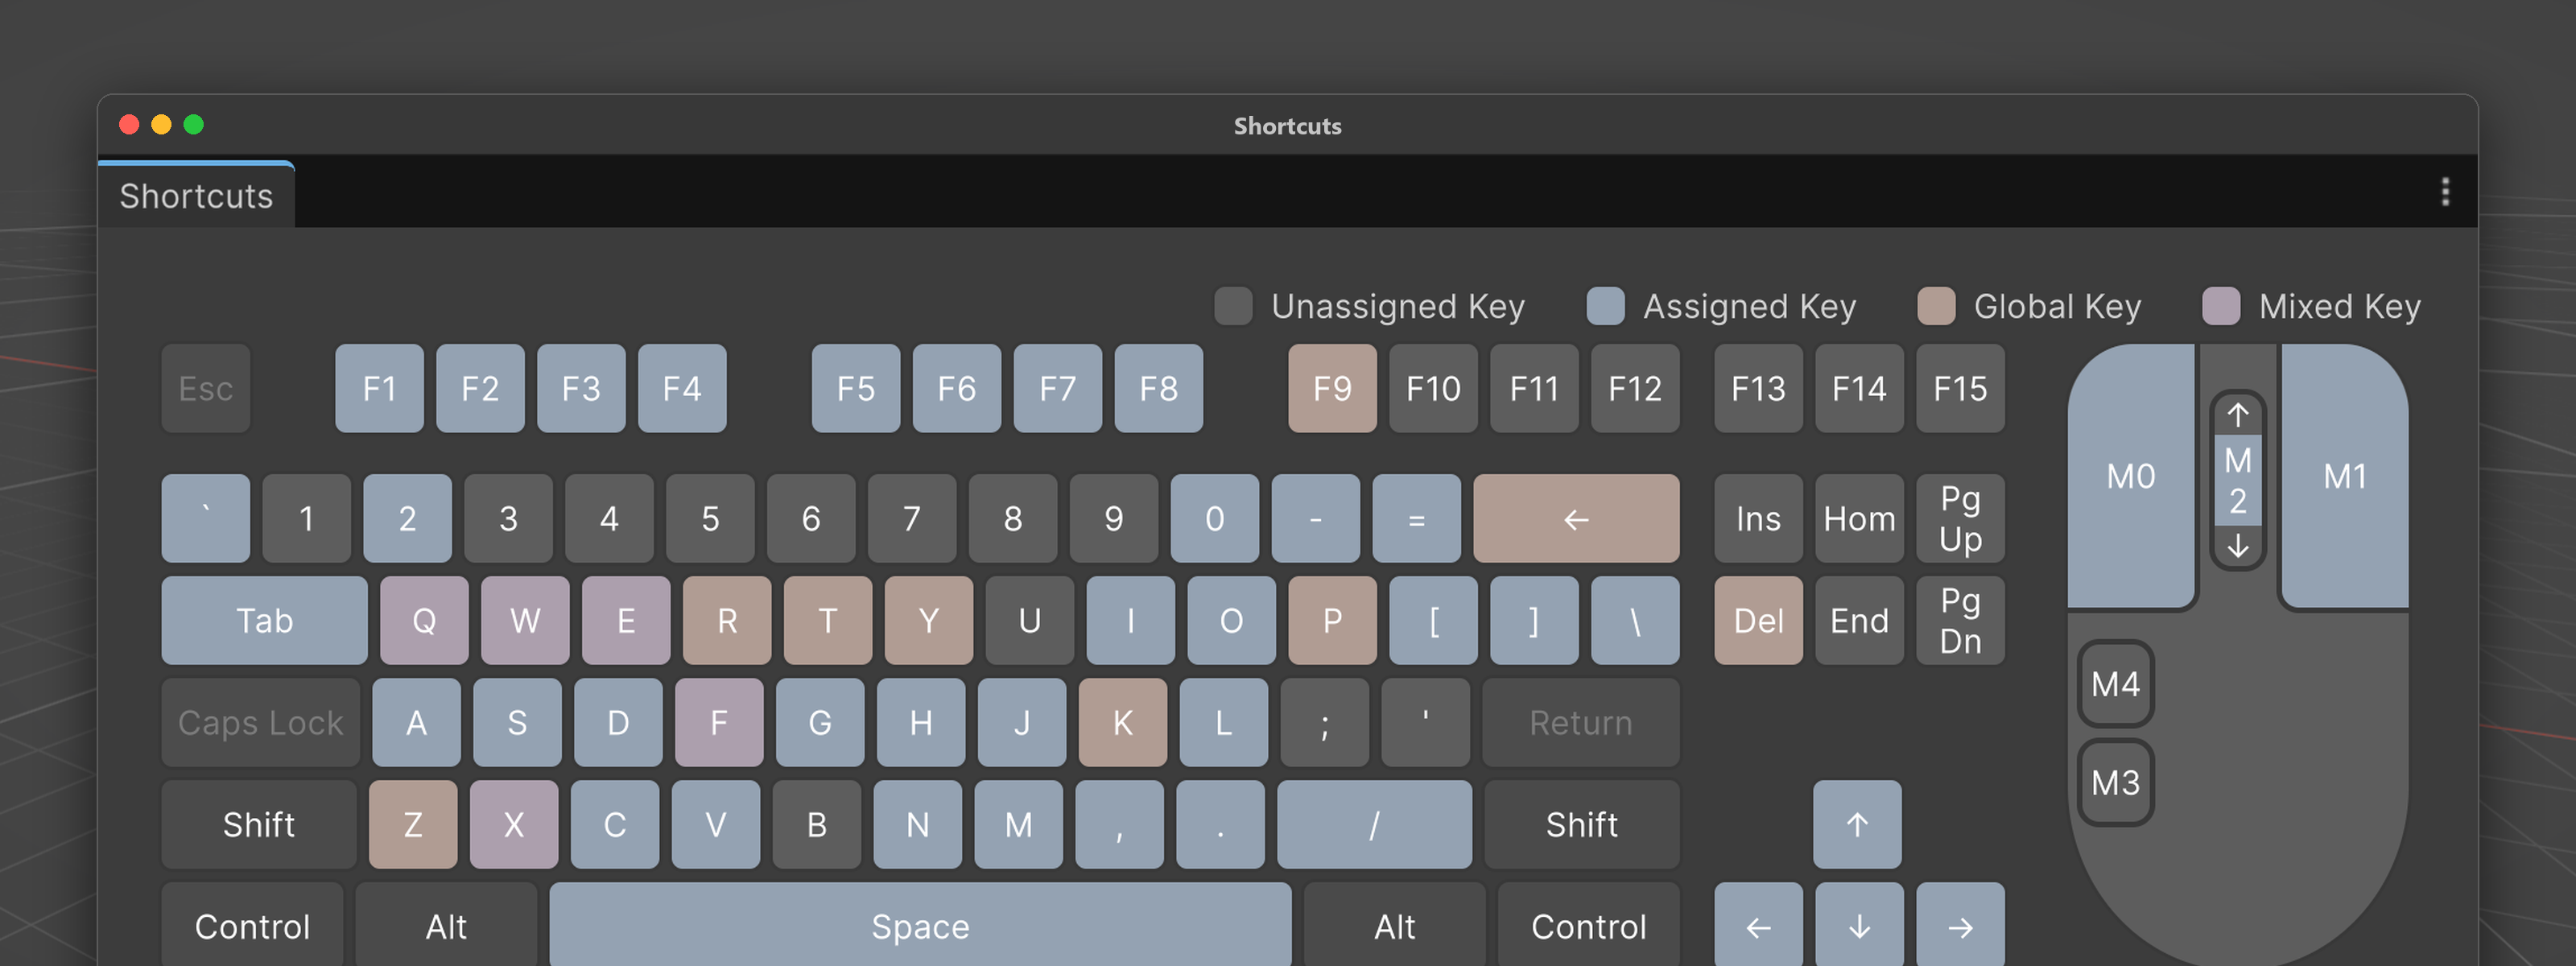 Shortcuts
Shortcuts
Unassigned Key Assigned Key Global Key Mixed Key
Esc F1 F2 F3 F4 F5 F6 F7 F8 F9 F10 F11 F12 F13 F14 F15
` 1 2 3 4 5 6 7 8 9 0 - = ← Ins Hom Pg Up
Tab Q W E R T Y U I O P [ ] \ Del End Pg Dn
Caps Lock A S D F G H J K L ; ' Return
Shift Z X C V B N M , . / Shift ↑
Control Alt Space Alt Control ← ↓ →
M0 ↑ M 2 ↓ M1
M4
M3